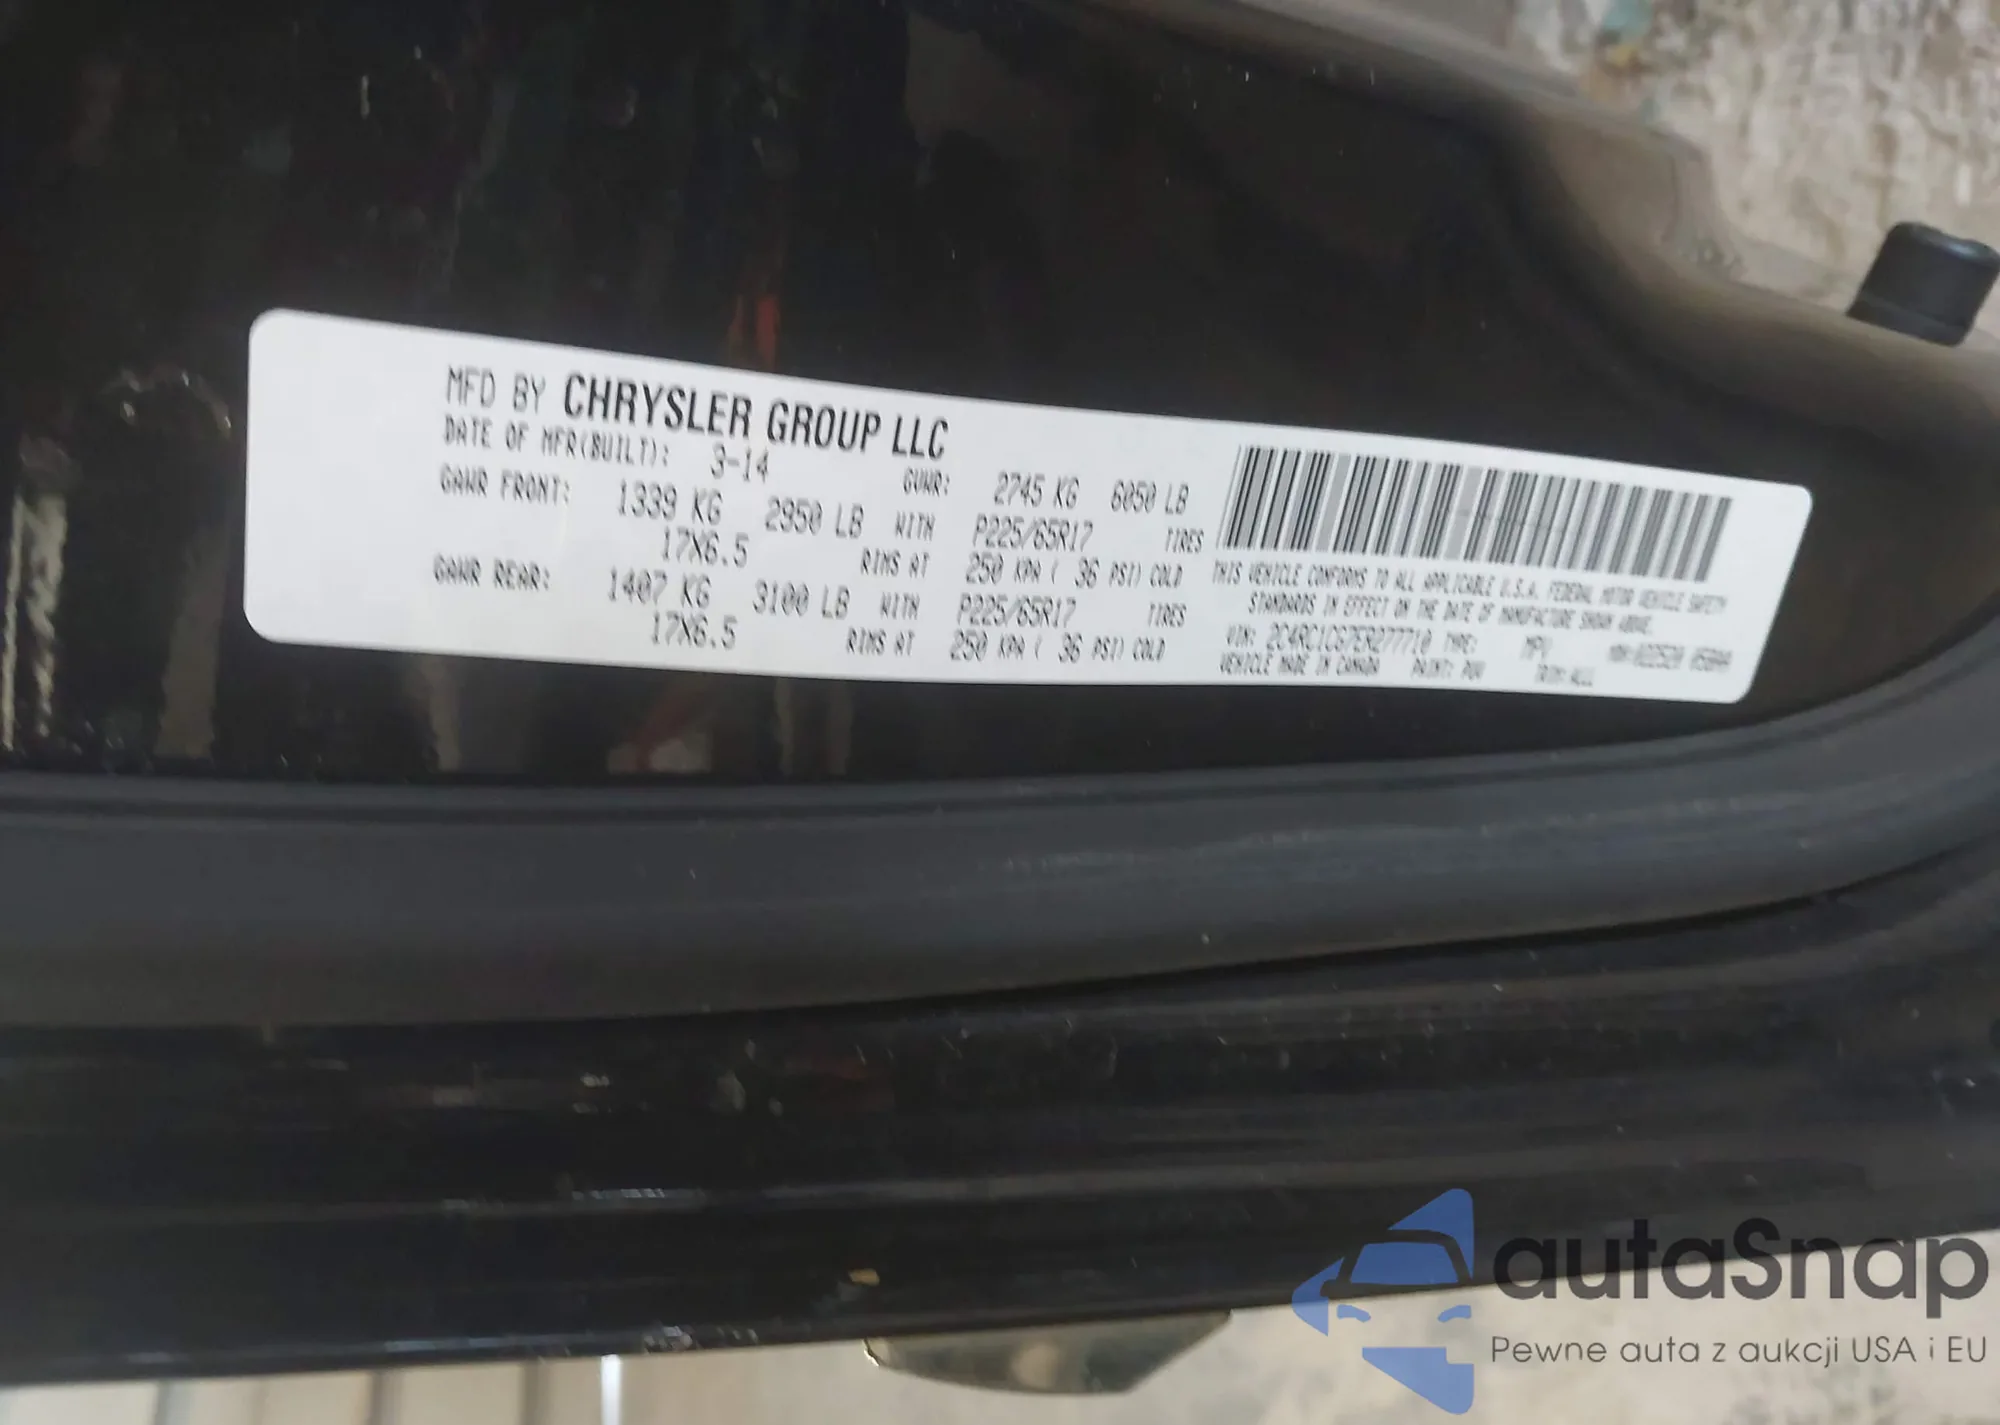 MFD BY CHRYSLER GROUP LLC
DATE OF MFR(BUILT): 3-14 GVWR: 2745 KG 6050 LB
GAWR FRONT: 1339 KG 2950 LB WITH P225/65R17 TIRES
17X6.5 RIMS AT 250 KPA ( 36 PSI) COLD
GAWR REAR: 1407 KG 3100 LB WITH P225/65R17 TIRES
17X6.5 RIMS AT 250 KPA ( 36 PSI) COLD
THIS VEHICLE CONFORMS TO ALL APPLICABLE U.S.A. FEDERAL MOTOR VEHICLE SAFETY
STANDARDS IN EFFECT ON THE DATE OF MANUFACTURE SHOWN ABOVE.
VIN: 2C4RC1CG7ER277710 TYPE: MPV
VEHICLE MADE IN CANADA PAINT: TRIM:
autaSnap
Pewne auta z aukcji USA i EU